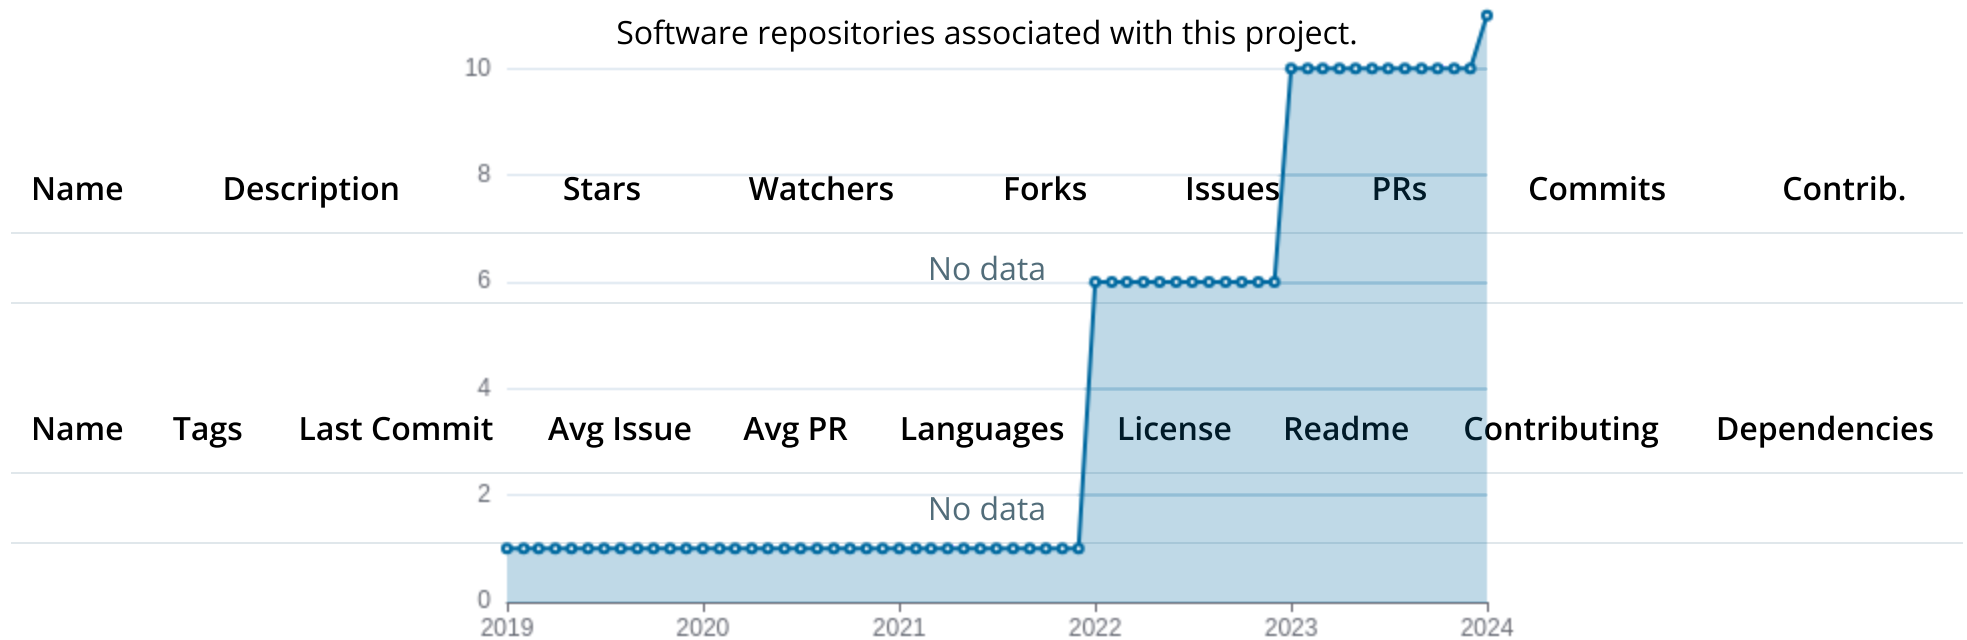 Software repositories associated with this project.
10
8
Name Description Stars Watchers Forks Issues PRs Commits Contrib.
No data
6
4
Name Tags Last Commit Avg Issue Avg PR Languages License Readme Contributing Dependencies
2
No data
0
2019 2020 2021 2022 2023 2024